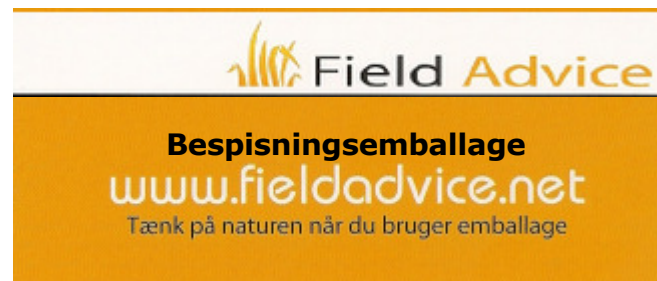 Field Advice
Bespisningsemballage
www.fieldadvice.net
Tænk på naturen når du bruger emballage